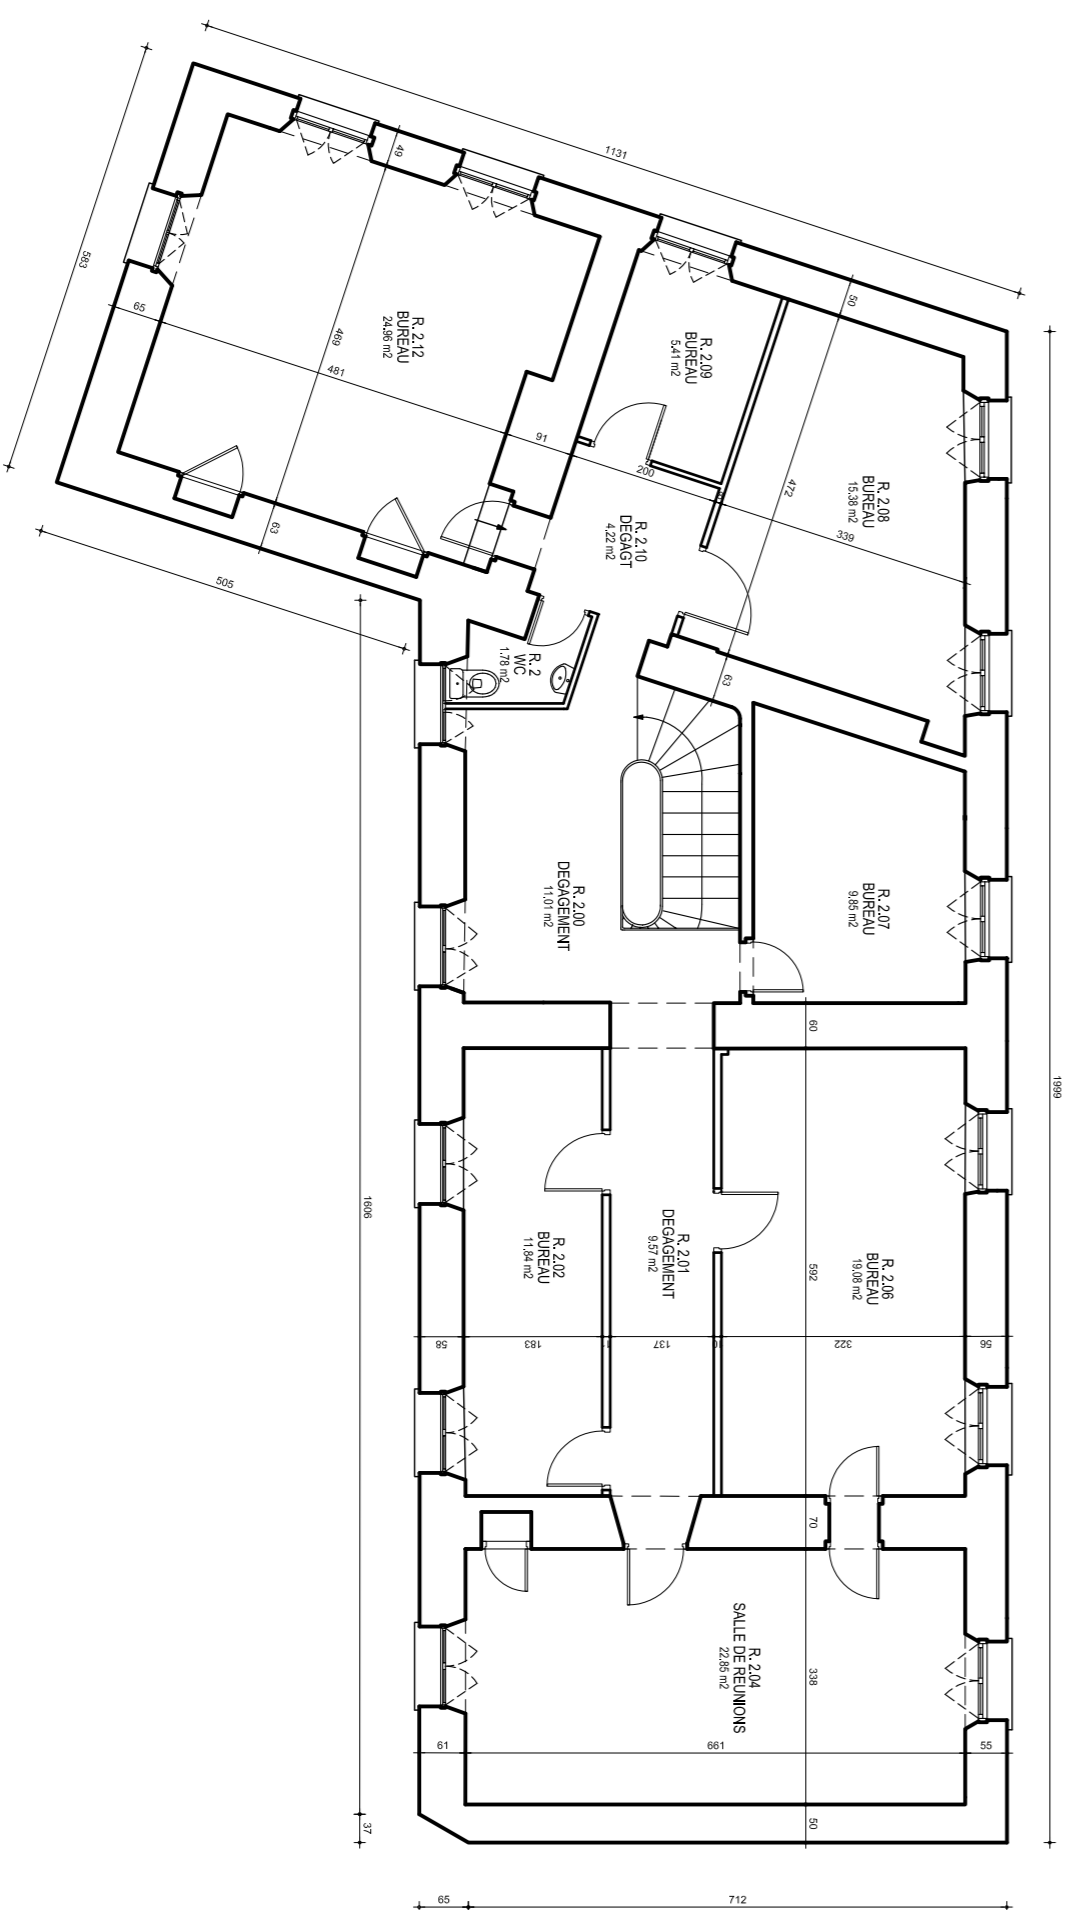 1131
583
49
65
469
481
R. 2.12
BUREAU
24.96 m2
91
63
505
R. 2.09
BUREAU
5.41 m2
200
50
472
R. 2.08
BUREAU
15.38 m2
339
R. 2.10
DEGAGT
4.22 m2
R. 2
WC
1.78 m2
63
R. 2.07
BUREAU
9.85 m2
R. 2.00
DEGAGEMENT
11.01 m2
60
1999
1606
R. 2.02
BUREAU
11.84 m2
R. 2.01
DEGAGEMENT
9.57 m2
R. 2.06
BUREAU
19.08 m2
592
58
183
137
322
56
70
R. 2.04
SALLE DE REUNIONS
22.85 m2
338
61
661
55
50
37
65
712